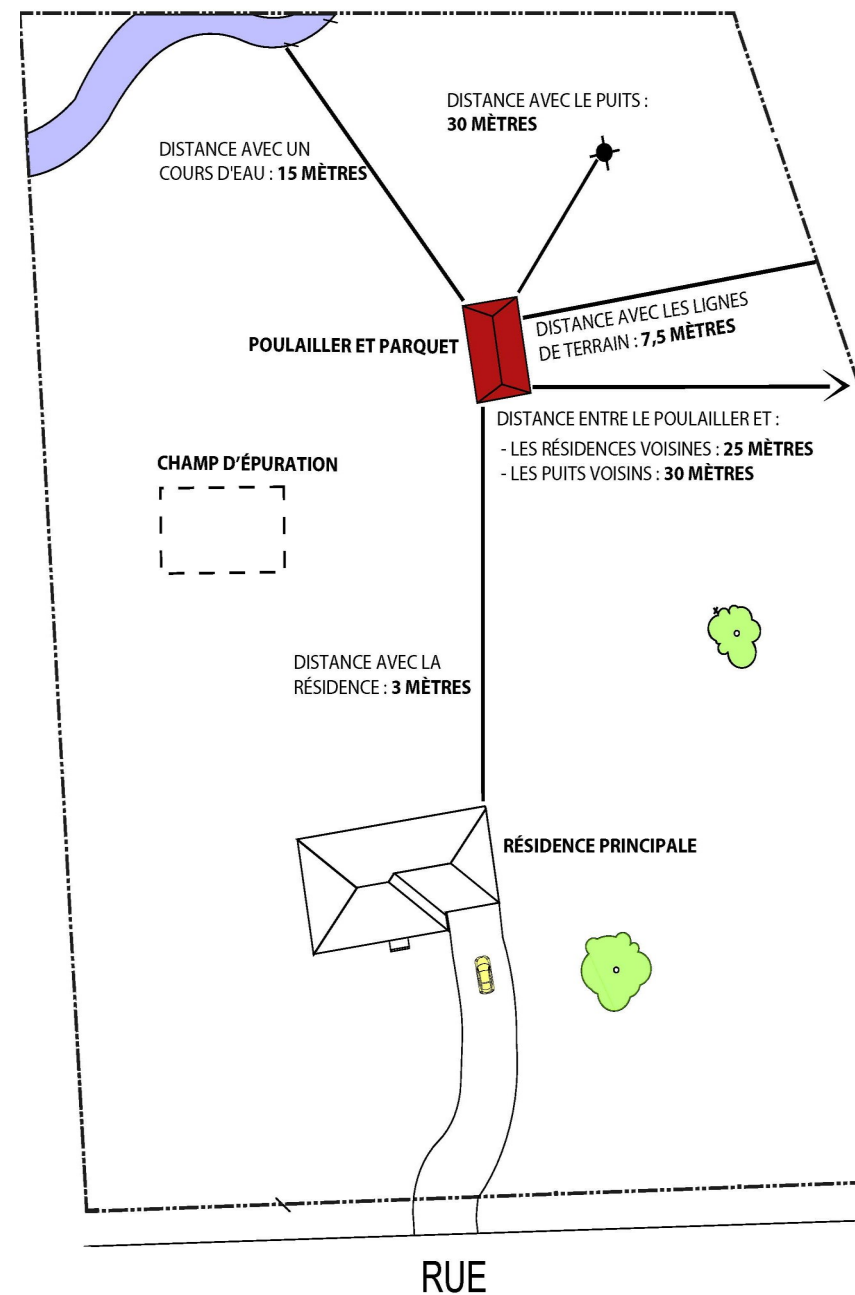 DISTANCE AVEC LE PUITS :
30 MÈTRES
DISTANCE AVEC UN
COURS D'EAU : 15 MÈTRES
DISTANCE AVEC LES LIGNES
DE TERRAIN : 7,5 MÈTRES
POULAILLER ET PARQUET
DISTANCE ENTRE LE POULAILLER ET :
- LES RÉSIDENCES VOISINES : 25 MÈTRES
- LES PUITS VOISINS : 30 MÈTRES
CHAMP D’ÉPURATION
DISTANCE AVEC LA
RÉSIDENCE : 3 MÈTRES
RÉSIDENCE PRINCIPALE
RUE